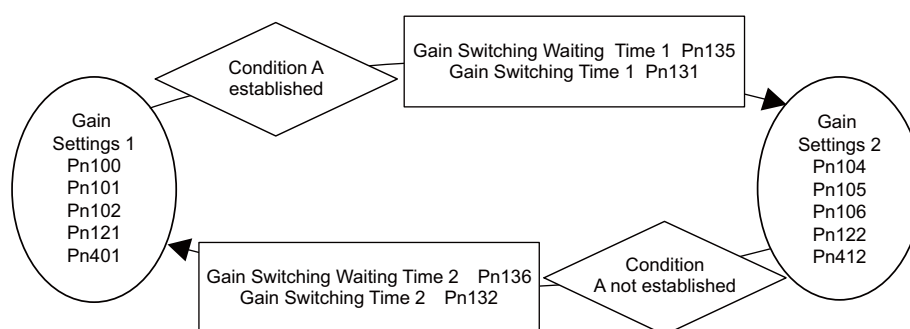 Gain
Settings 1
Pn100
Pn101
Pn102
Pn121
Pn401
Condition A
established
Gain Switching Waiting Time 1 Pn135
Gain Switching Time 1 Pn131
Gain
Settings 2
Pn104
Pn105
Pn106
Pn122
Pn412
Condition
A not established
Gain Switching Waiting Time 2 Pn136
Gain Switching Time 2 Pn132